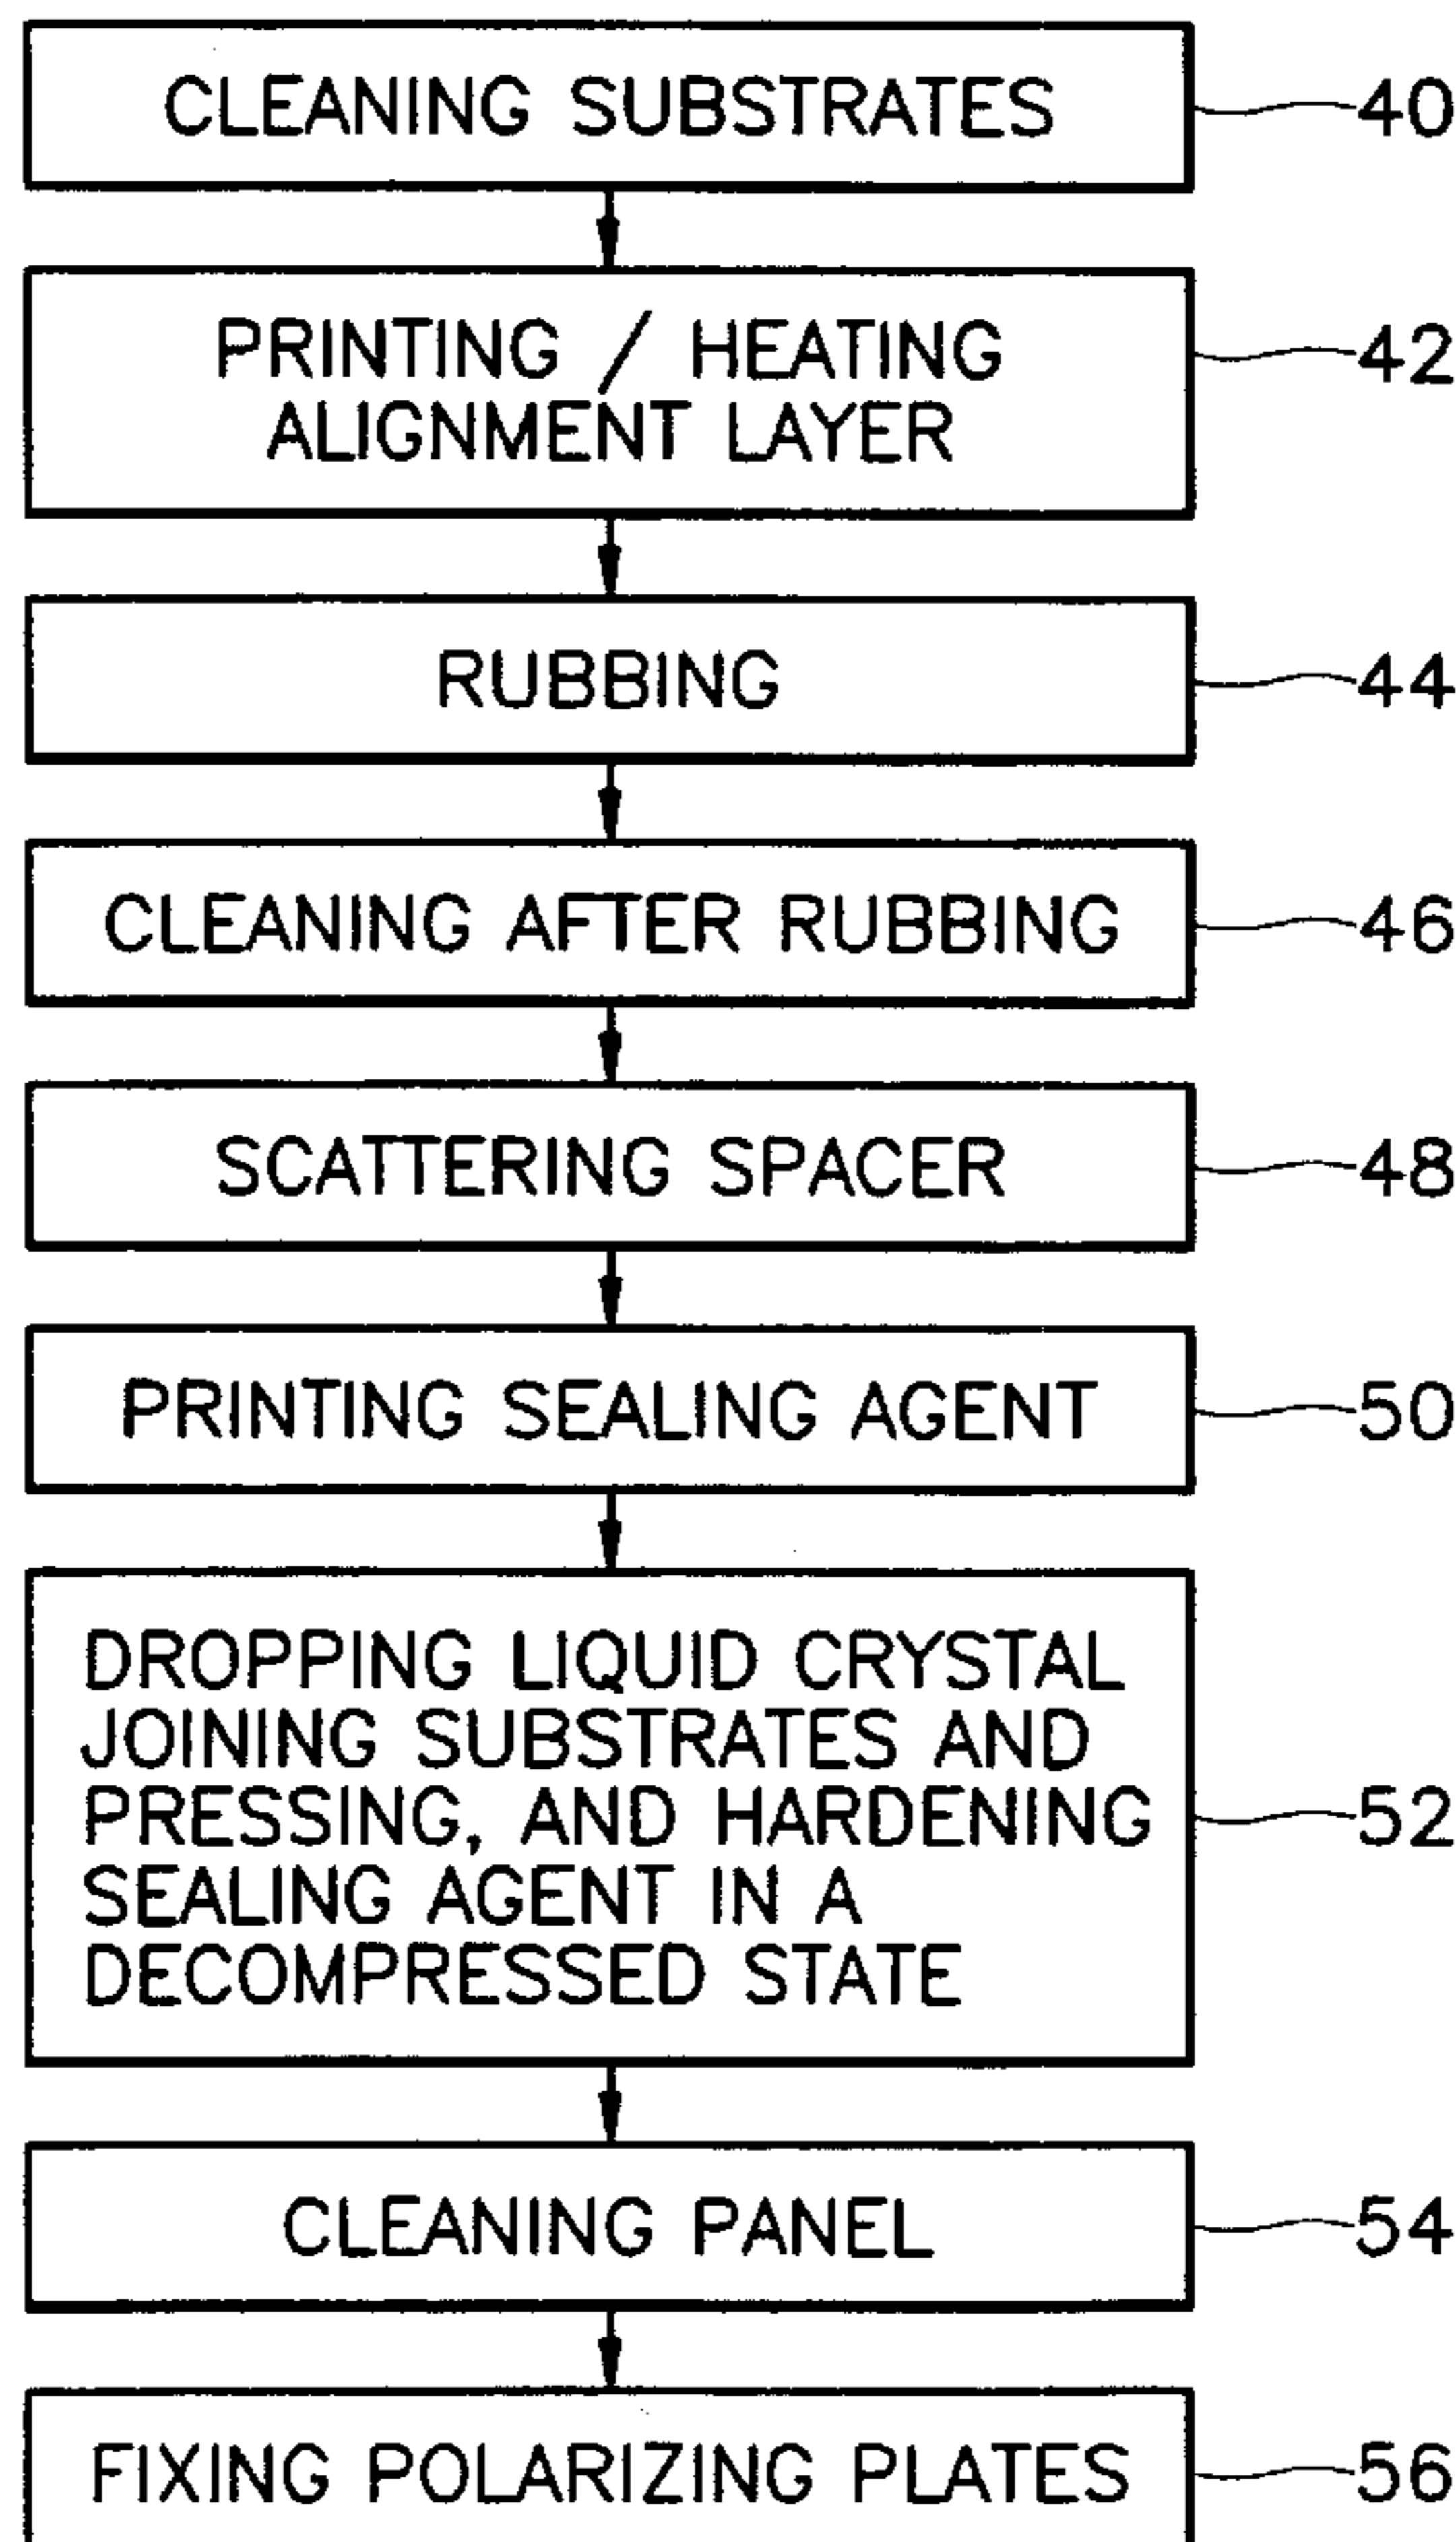 CLEANING SUBSTRATES
40
PRINTING / HEATING
ALIGNMENT LAYER
42
RUBBING
44
CLEANING AFTER RUBBING
46
SCATTERING SPACER
48
PRINTING SEALING AGENT
50
DROPPING LIQUID CRYSTAL
JOINING SUBSTRATES AND
PRESSING, AND HARDENING
SEALING AGENT IN A
DECOMPRESSED STATE
52
CLEANING PANEL
54
FIXING POLARIZING PLATES
56